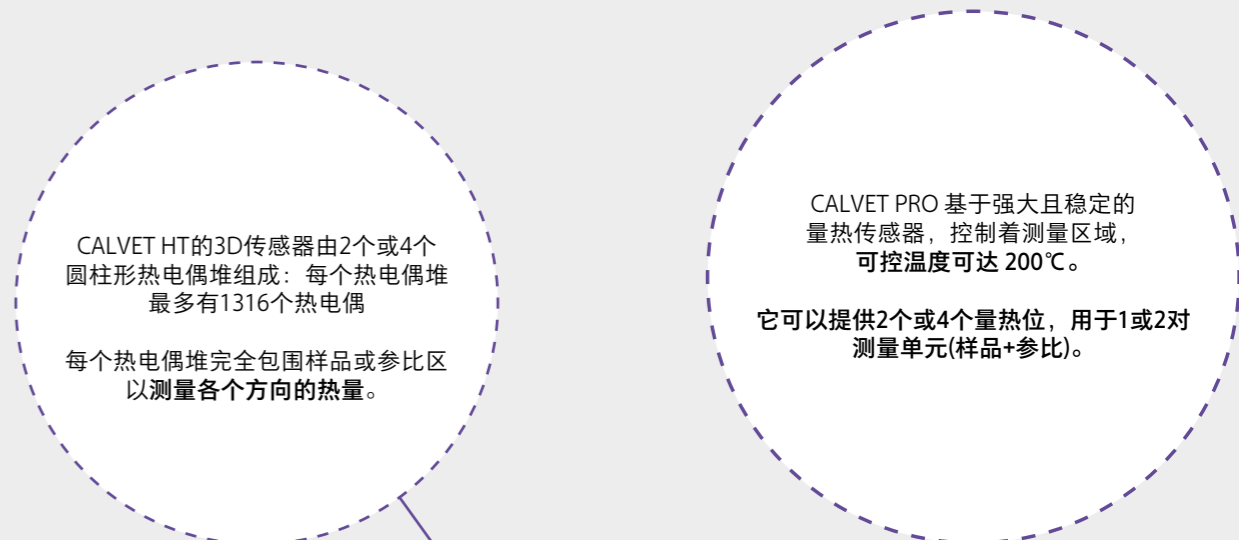 CALVET HT的3D传感器由2个或4个
圆柱形热电偶堆组成：每个热电偶堆
最多有1316个热电偶
每个热电偶堆完全包围样品或参比区
以测量各个方向的热量。
CALVET PRO 基于强大且稳定的
量热传感器，控制着测量区域，
可控温度可达 200℃。
它可以提供2个或4个量热位，用于1或2对
测量单元(样品+参比)。